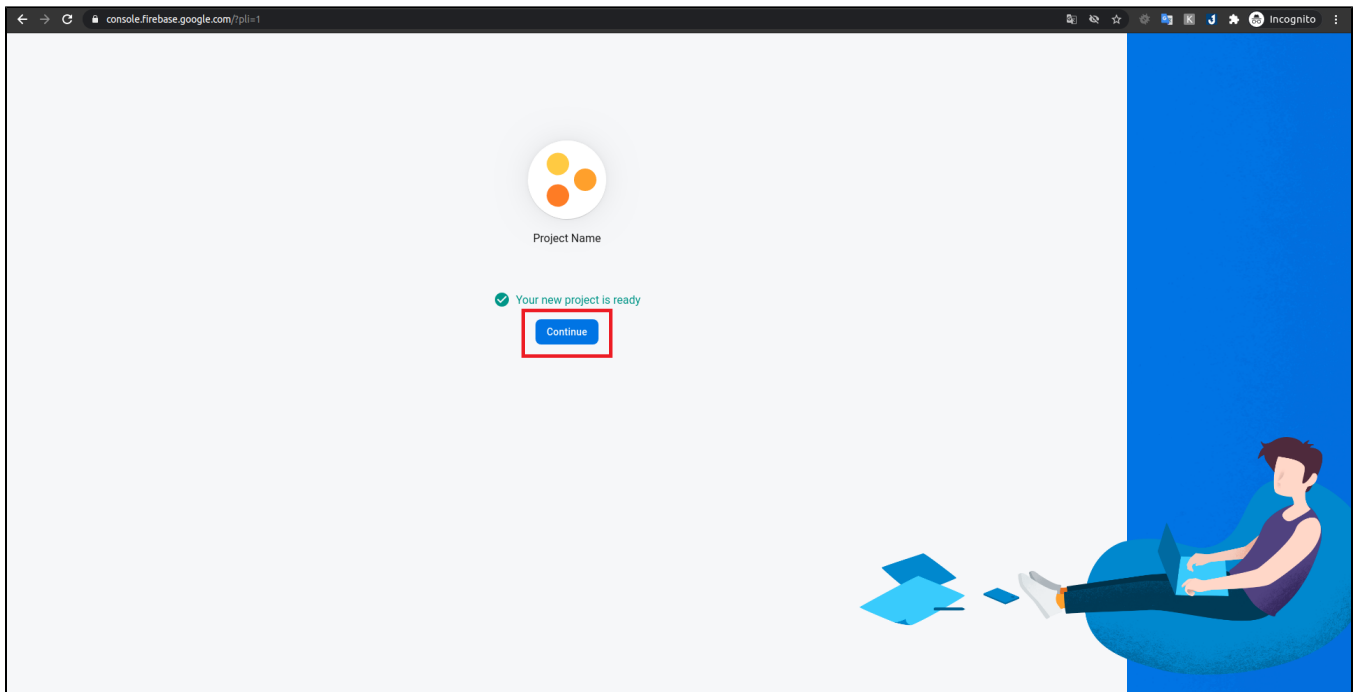 console.firebase.google.com/?pli=1
Incognito
Project Name
Your new project is ready
Continue